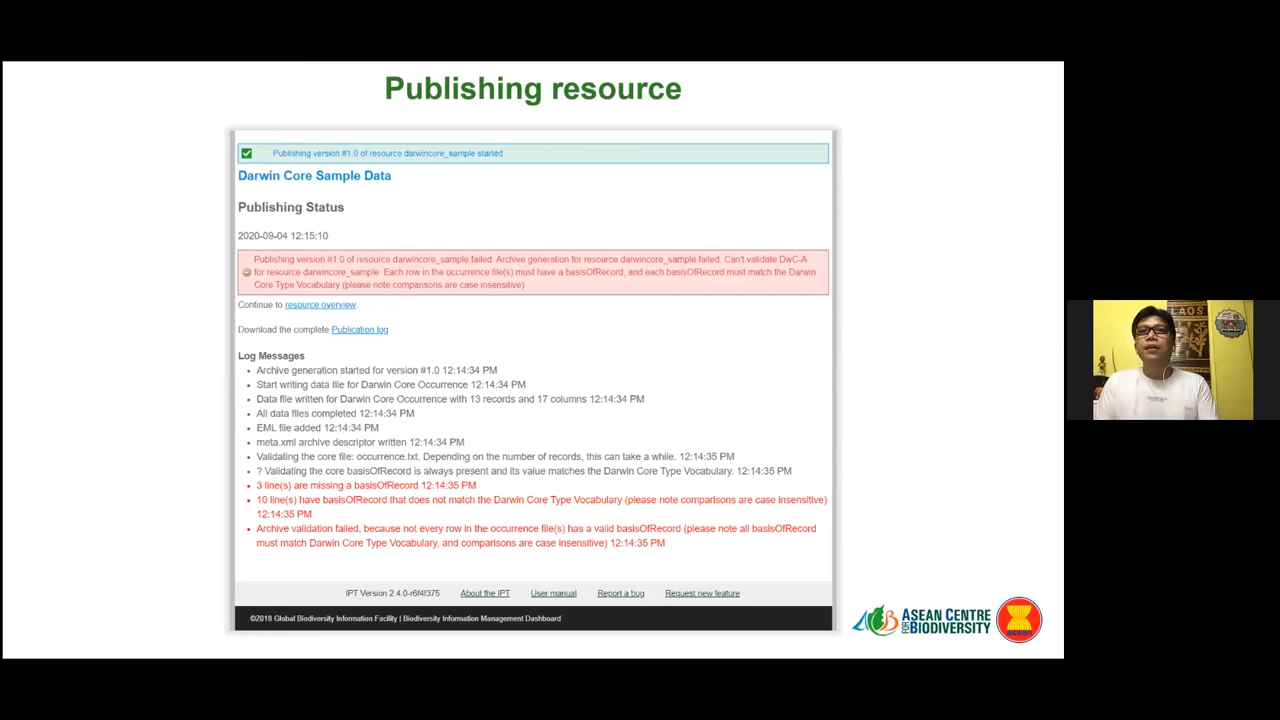 Publishing resource
Publishing version #1.0 of resource darwincore_sample started
Darwin Core Sample Data
Publishing Status
2020-09-04 12:15:10
Publishing version #1.0 of resource darwincore_sample failed: Archive generation for resource darwincore_sample failed: Can't validate DwC-A
for resource darwincore_sample. Each row in the occurrence file(s) must have a basisOfRecord, and each basisOfRecord must match the Darwin
Core Type Vocabulary (please note comparisons are case insensitive)
Continue to resource overview.
Download the complete Publication log
Log Messages
Archive generation started for version #1.0 12:14:34 PM
Start writing data file for Darwin Core Occurrence 12:14:34 PM
Data file written for Darwin Core Occurrence with 13 records and 17 columns 12:14:34 PM
All data files completed 12:14:34 PM
EML file added 12:14:34 PM
meta.xml archive descriptor written 12:14:34 PM
Validating the core file: occurrence.txt. Depending on the number of records, this can take a while. 12:14:35 PM
? Validating the core basisOfRecord is always present and its value matches the Darwin Core Type Vocabulary. 12:14:35 PM
3 line(s) are missing a basisOfRecord 12:14:35 PM
10 line(s) have basisOfRecord that does not match the Darwin Core Type Vocabulary (please note comparisons are case insensitive)
12:14:35 PM
Archive validation failed, because not every row in the occurrence file(s) has a valid basisOfRecord (please note all basisOfRecord
must match Darwin Core Type Vocabulary, and comparisons are case insensitive) 12:14:35 PM
IPT Version 2.4.0-r6f4f375 About the IPT User manual Report a bug Request new feature
©2018 Global Biodiversity Information Facility | Biodiversity Information Management Dashboard
ASEAN CENTRE
FOR BIODIVERSITY
asean
LAOS